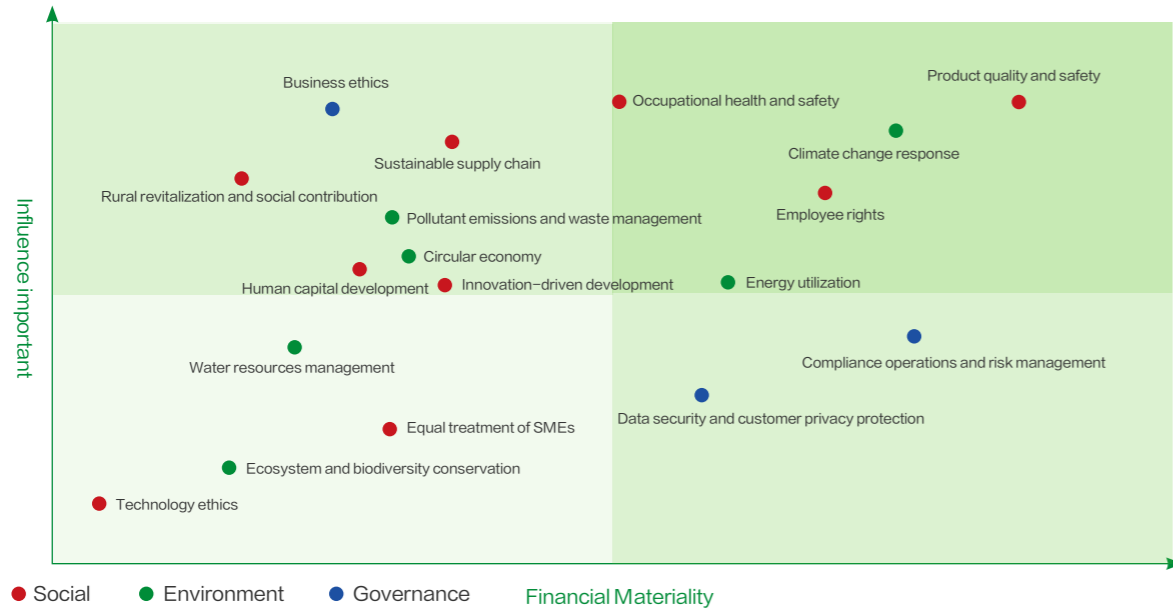 Product quality and safety
Business ethics
Occupational health and safety
Climate change response
Sustainable supply chain
Rural revitalization and social contribution
Employee rights
Pollutant emissions and waste management
Circular economy
Human capital development
Innovation-driven development
Energy utilization
Influence important
Water resources management
Compliance operations and risk management
Data security and customer privacy protection
Equal treatment of SMEs
Ecosystem and biodiversity conservation
Technology ethics
Social
Environment
Governance
Financial Materiality